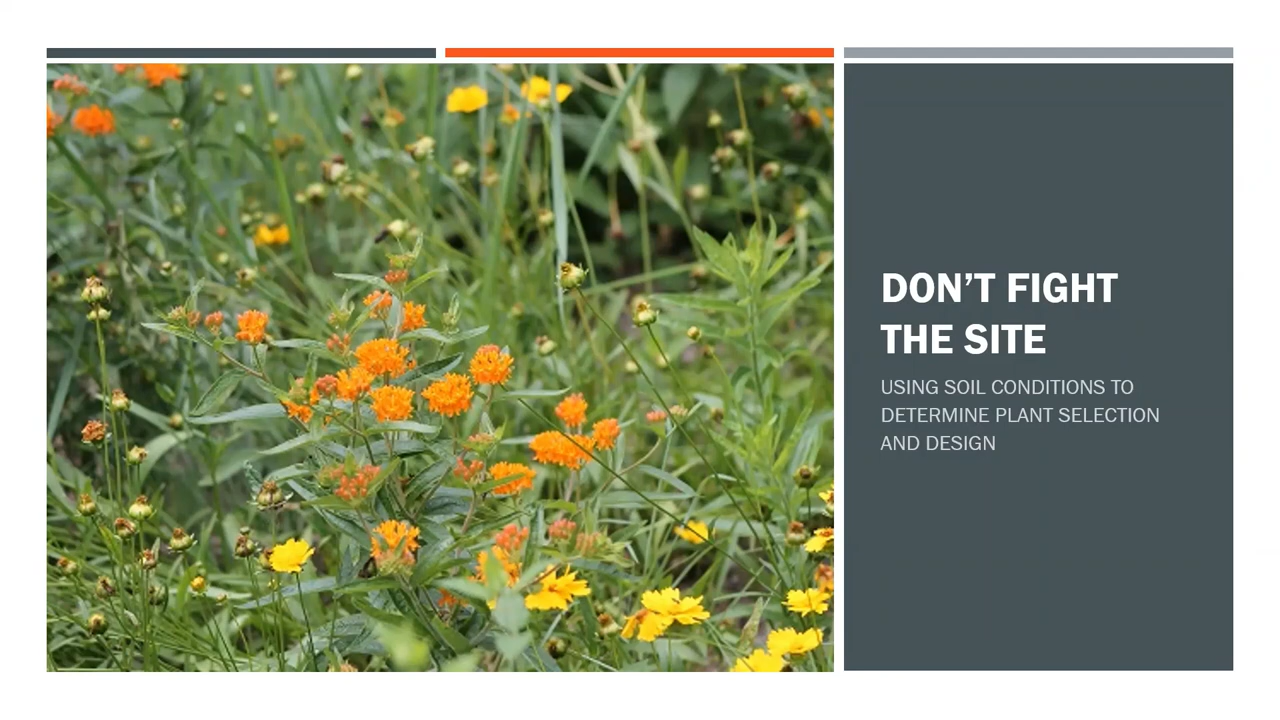 DON’T FIGHT
THE SITE
USING SOIL CONDITIONS TO
DETERMINE PLANT SELECTION
AND DESIGN